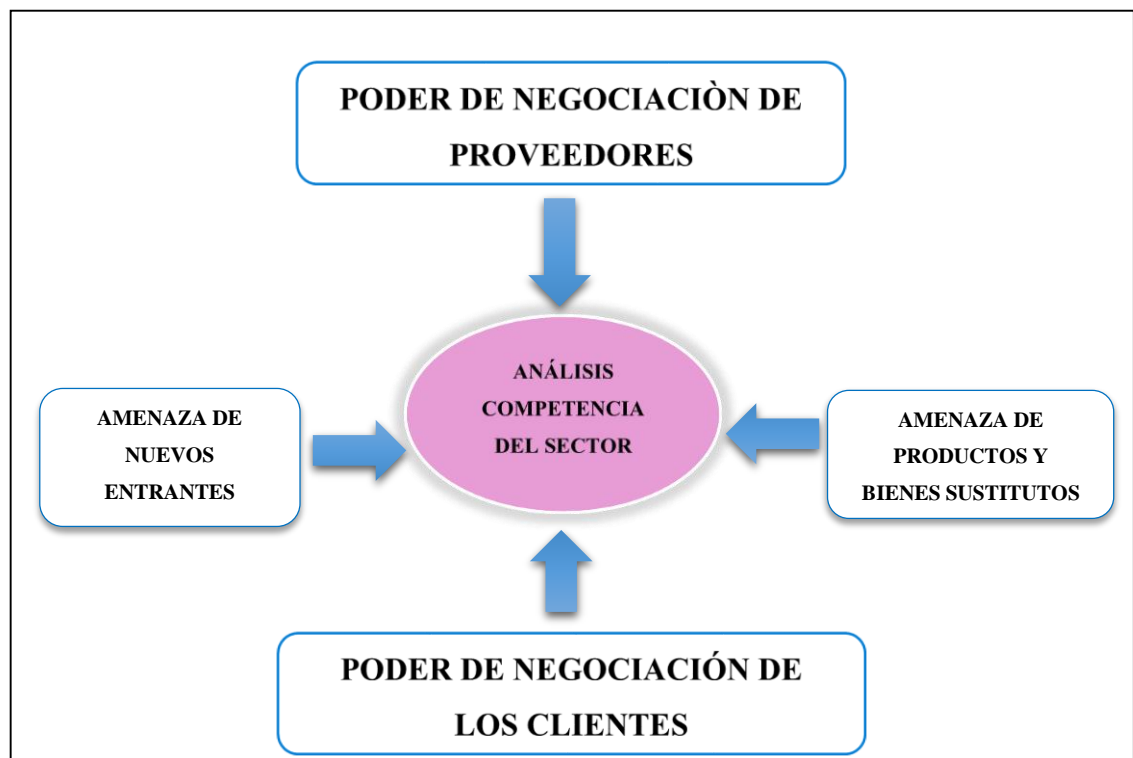 PODER DE NEGOCIACIÒN DE
PROVEEDORES
ANÁLISIS
COMPETENCIA
DEL SECTOR
AMENAZA DE
NUEVOS
ENTRANTES
AMENAZA DE
PRODUCTOS Y
BIENES SUSTITUTOS
PODER DE NEGOCIACIÓN DE
LOS CLIENTES